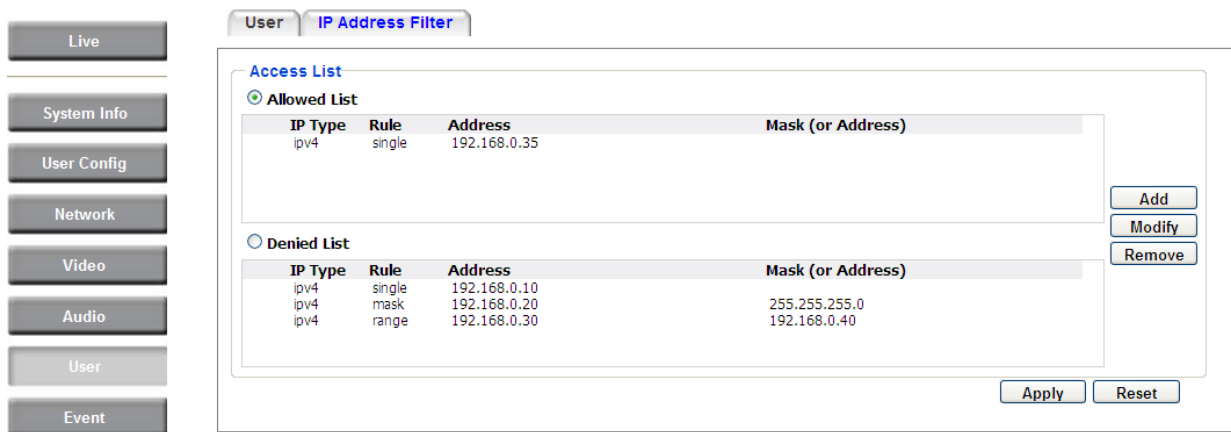 Live
System Info
User Config
Network
Video
Audio
User
Event
User IP Address Filter
Access List
Allowed List
IP Type Rule Address Mask (or Address)
ipv4 single 192.168.0.35
Denied List
IP Type Rule Address Mask (or Address)
ipv4 single 192.168.0.10
ipv4 mask 192.168.0.20 255.255.255.0
ipv4 range 192.168.0.30 192.168.0.40
Add
Modify
Remove
Apply Reset